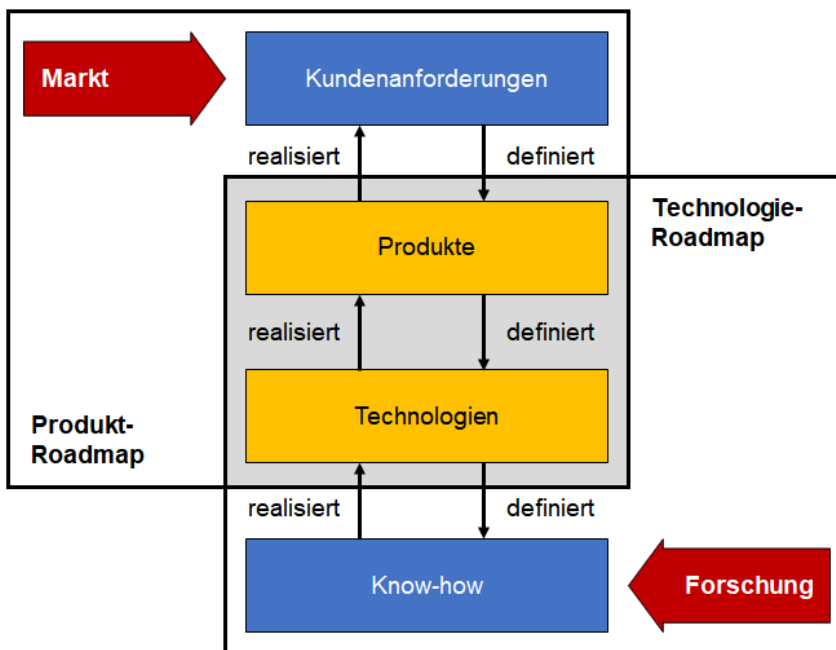 Markt
Kundenanforderungen
realisiert
definiert
Technologie-
Roadmap
Produkte
realisiert
definiert
Technologien
Produkt-
Roadmap
realisiert
definiert
Know-how
Forschung